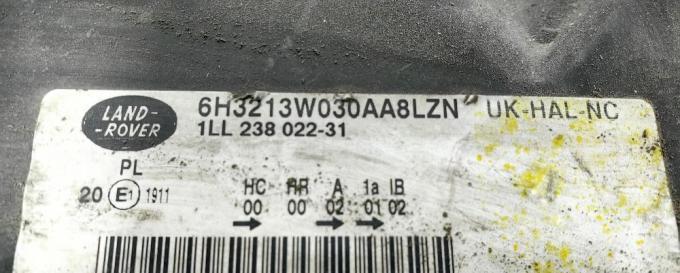 LAND-
-ROVER
6H3213W030AA8LZN UK-HAL-NC
1LL 238 022-31
PL
20 E1 1911
HC HR A 1a IB
00 00 02 01 02